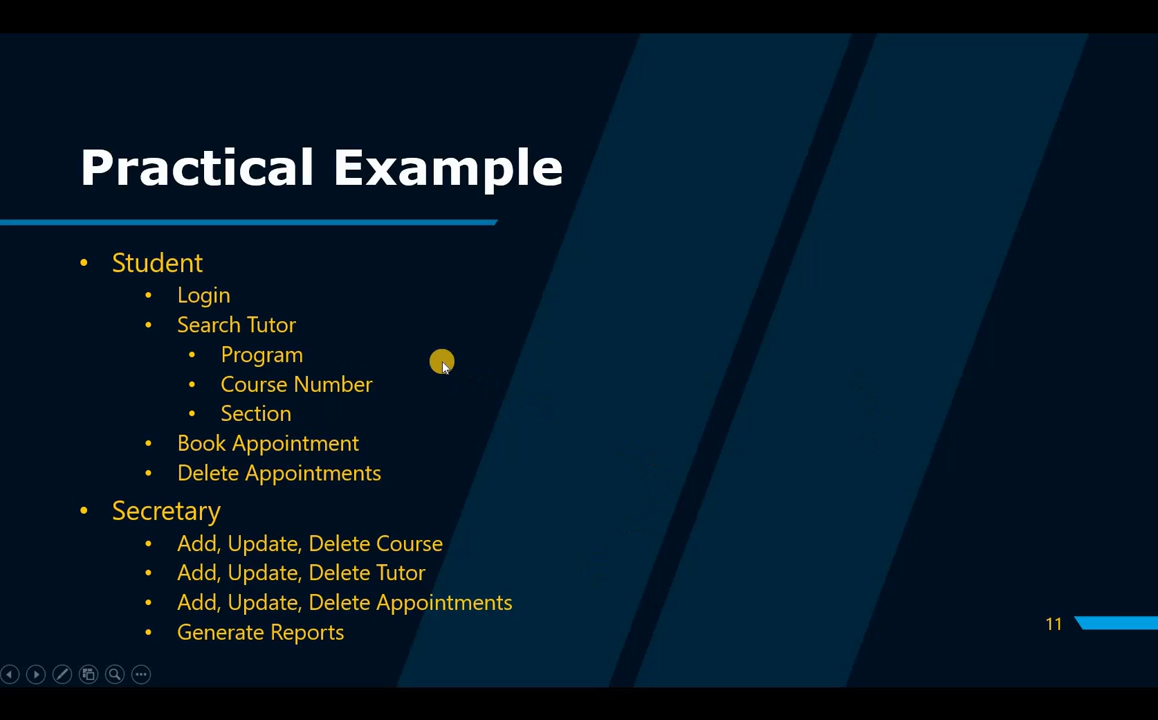 Practical Example
• Student
• Login
• Search Tutor
• Program
• Course Number
• Section
• Book Appointment
• Delete Appointments
• Secretary
• Add, Update, Delete Course
• Add, Update, Delete Tutor
• Add, Update, Delete Appointments
• Generate Reports
11